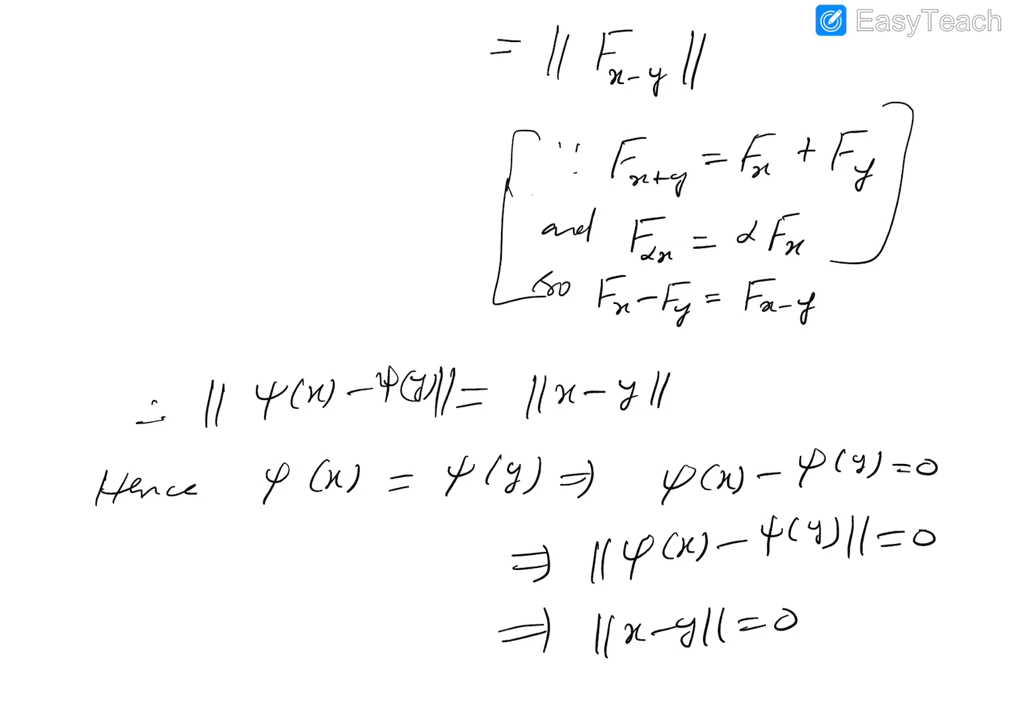 EasyTeach
= || F_{x-y} ||
∵ F_{x+y} = F_x + F_y
and F_{αx} = α F_x
so F_x - F_y = F_{x-y}
∴ || ψ(x) - ψ(y) || = || x - y ||
Hence ψ(x) = ψ(y) ⇒ ψ(x) - ψ(y) = 0
⇒ || ψ(x) - ψ(y) || = 0
⇒ || x - y || = 0